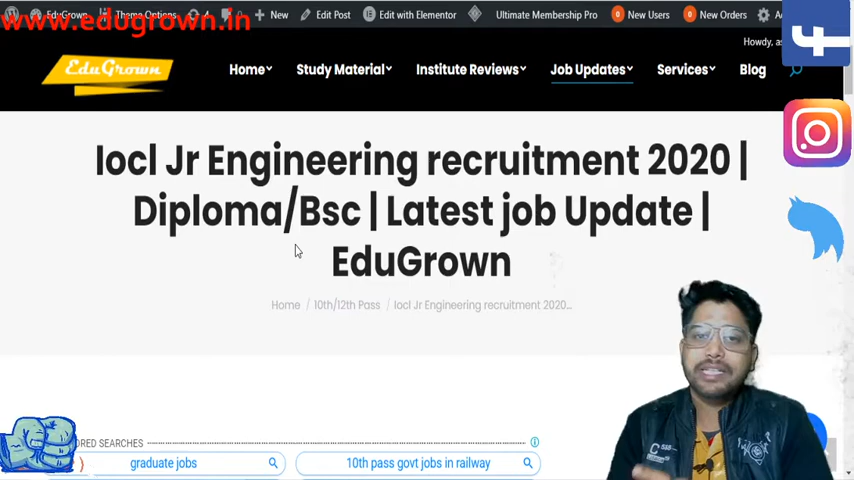 www.edugrown.in
EduGrown
Theme Options
4
0
New
Edit Post
Edit with Elementor
Ultimate Membership Pro
0
New Users
0
New Orders
Howdy,
EduGrown
Home
Study Material
Institute Reviews
Job Updates
Services
Blog
Iocl Jr Engineering recruitment 2020 |
Diploma/Bsc | Latest job Update |
EduGrown
Home / 10th/12th Pass / Iocl Jr Engineering recruitment 2020...
SEARCHES
graduate jobs
10th pass govt jobs in railway